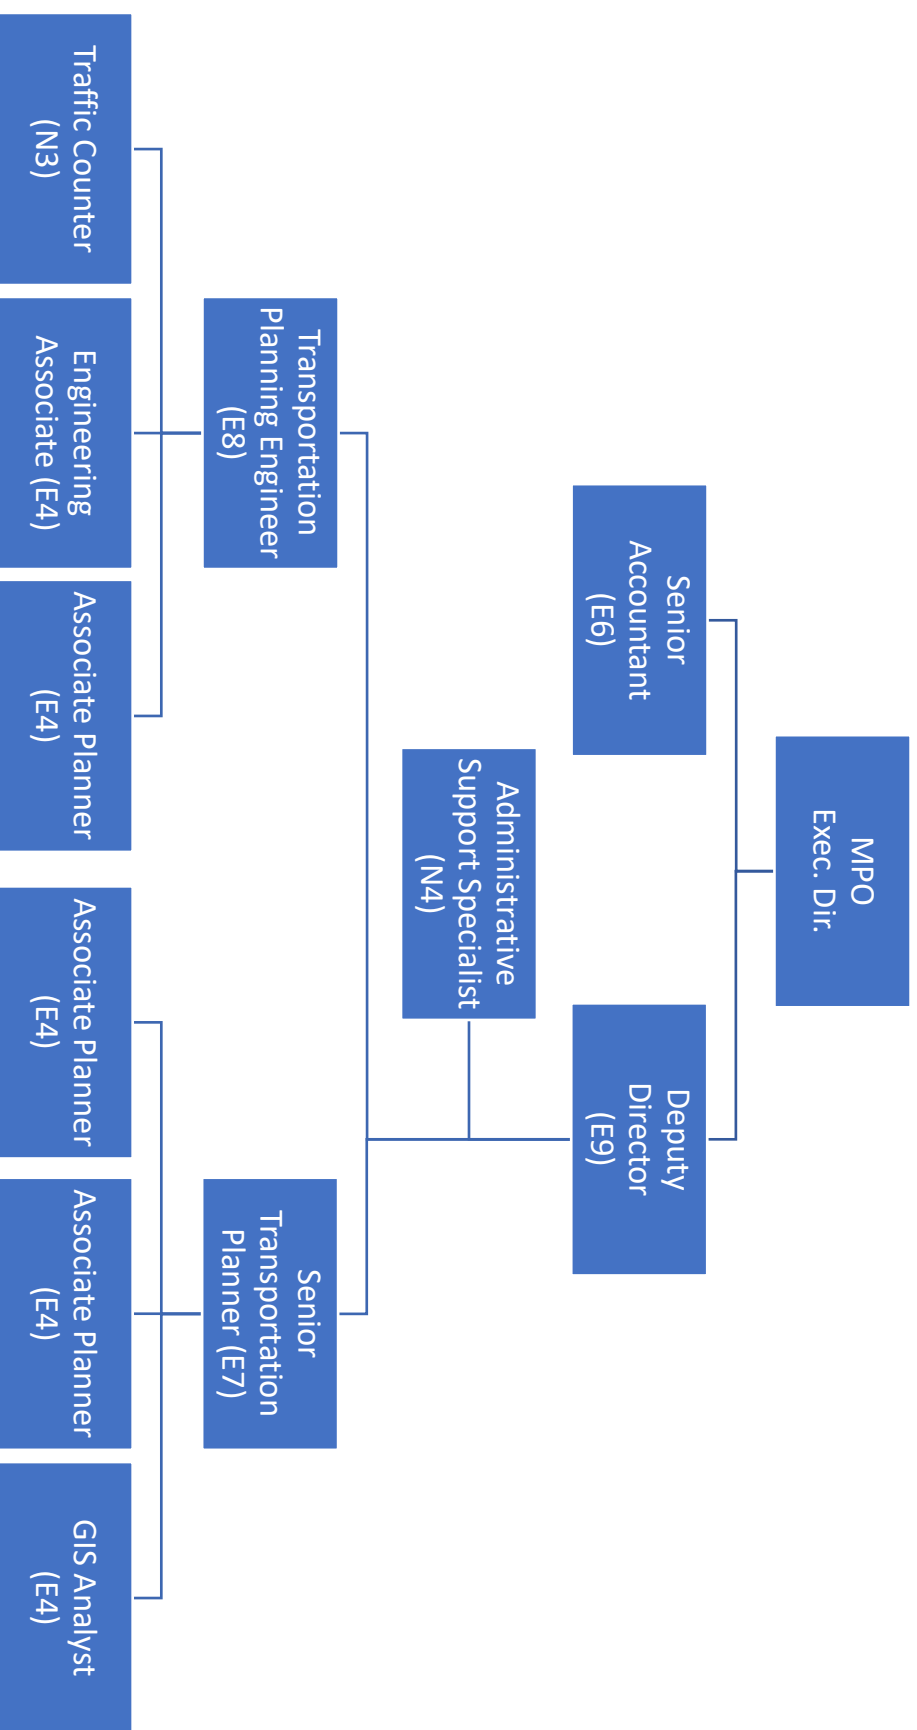 MPO
Exec. Dir.
Senior
Accountant
(E6)
Deputy
Director
(E9)
Administrative
Support Specialist
(N4)
Transportation
Planning Engineer
(E8)
Senior
Transportation
Planner (E7)
Traffic Counter
(N3)
Engineering
Associate (E4)
Associate Planner
(E4)
Associate Planner
(E4)
Associate Planner
(E4)
GIS Analyst
(E4)